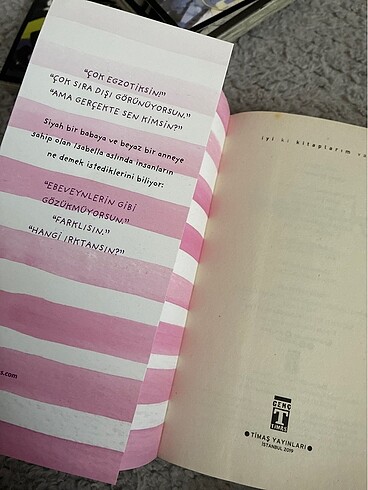 "ÇOK EGZOTİKSİN!"
"ÇOK SIRA DIŞI GÖRÜNÜYORSUN."
"AMA GERÇEKTE SEN KİMSİN?"
Siyah bir babaya ve beyaz bir anneye
sahip olan Isabella aslında insanların
ne demek istediklerini biliyor:
"EBEVEYNLERİN GİBİ
GÖZÜKMÜYORSUN."
"FARKLISIN."
"HANGİ IRKTANSIN?"
s.com
iyi ki kitaplarım va
GENÇ
T
TİMAŞ
TİMAŞ YAYINLARI
İSTANBUL 2019